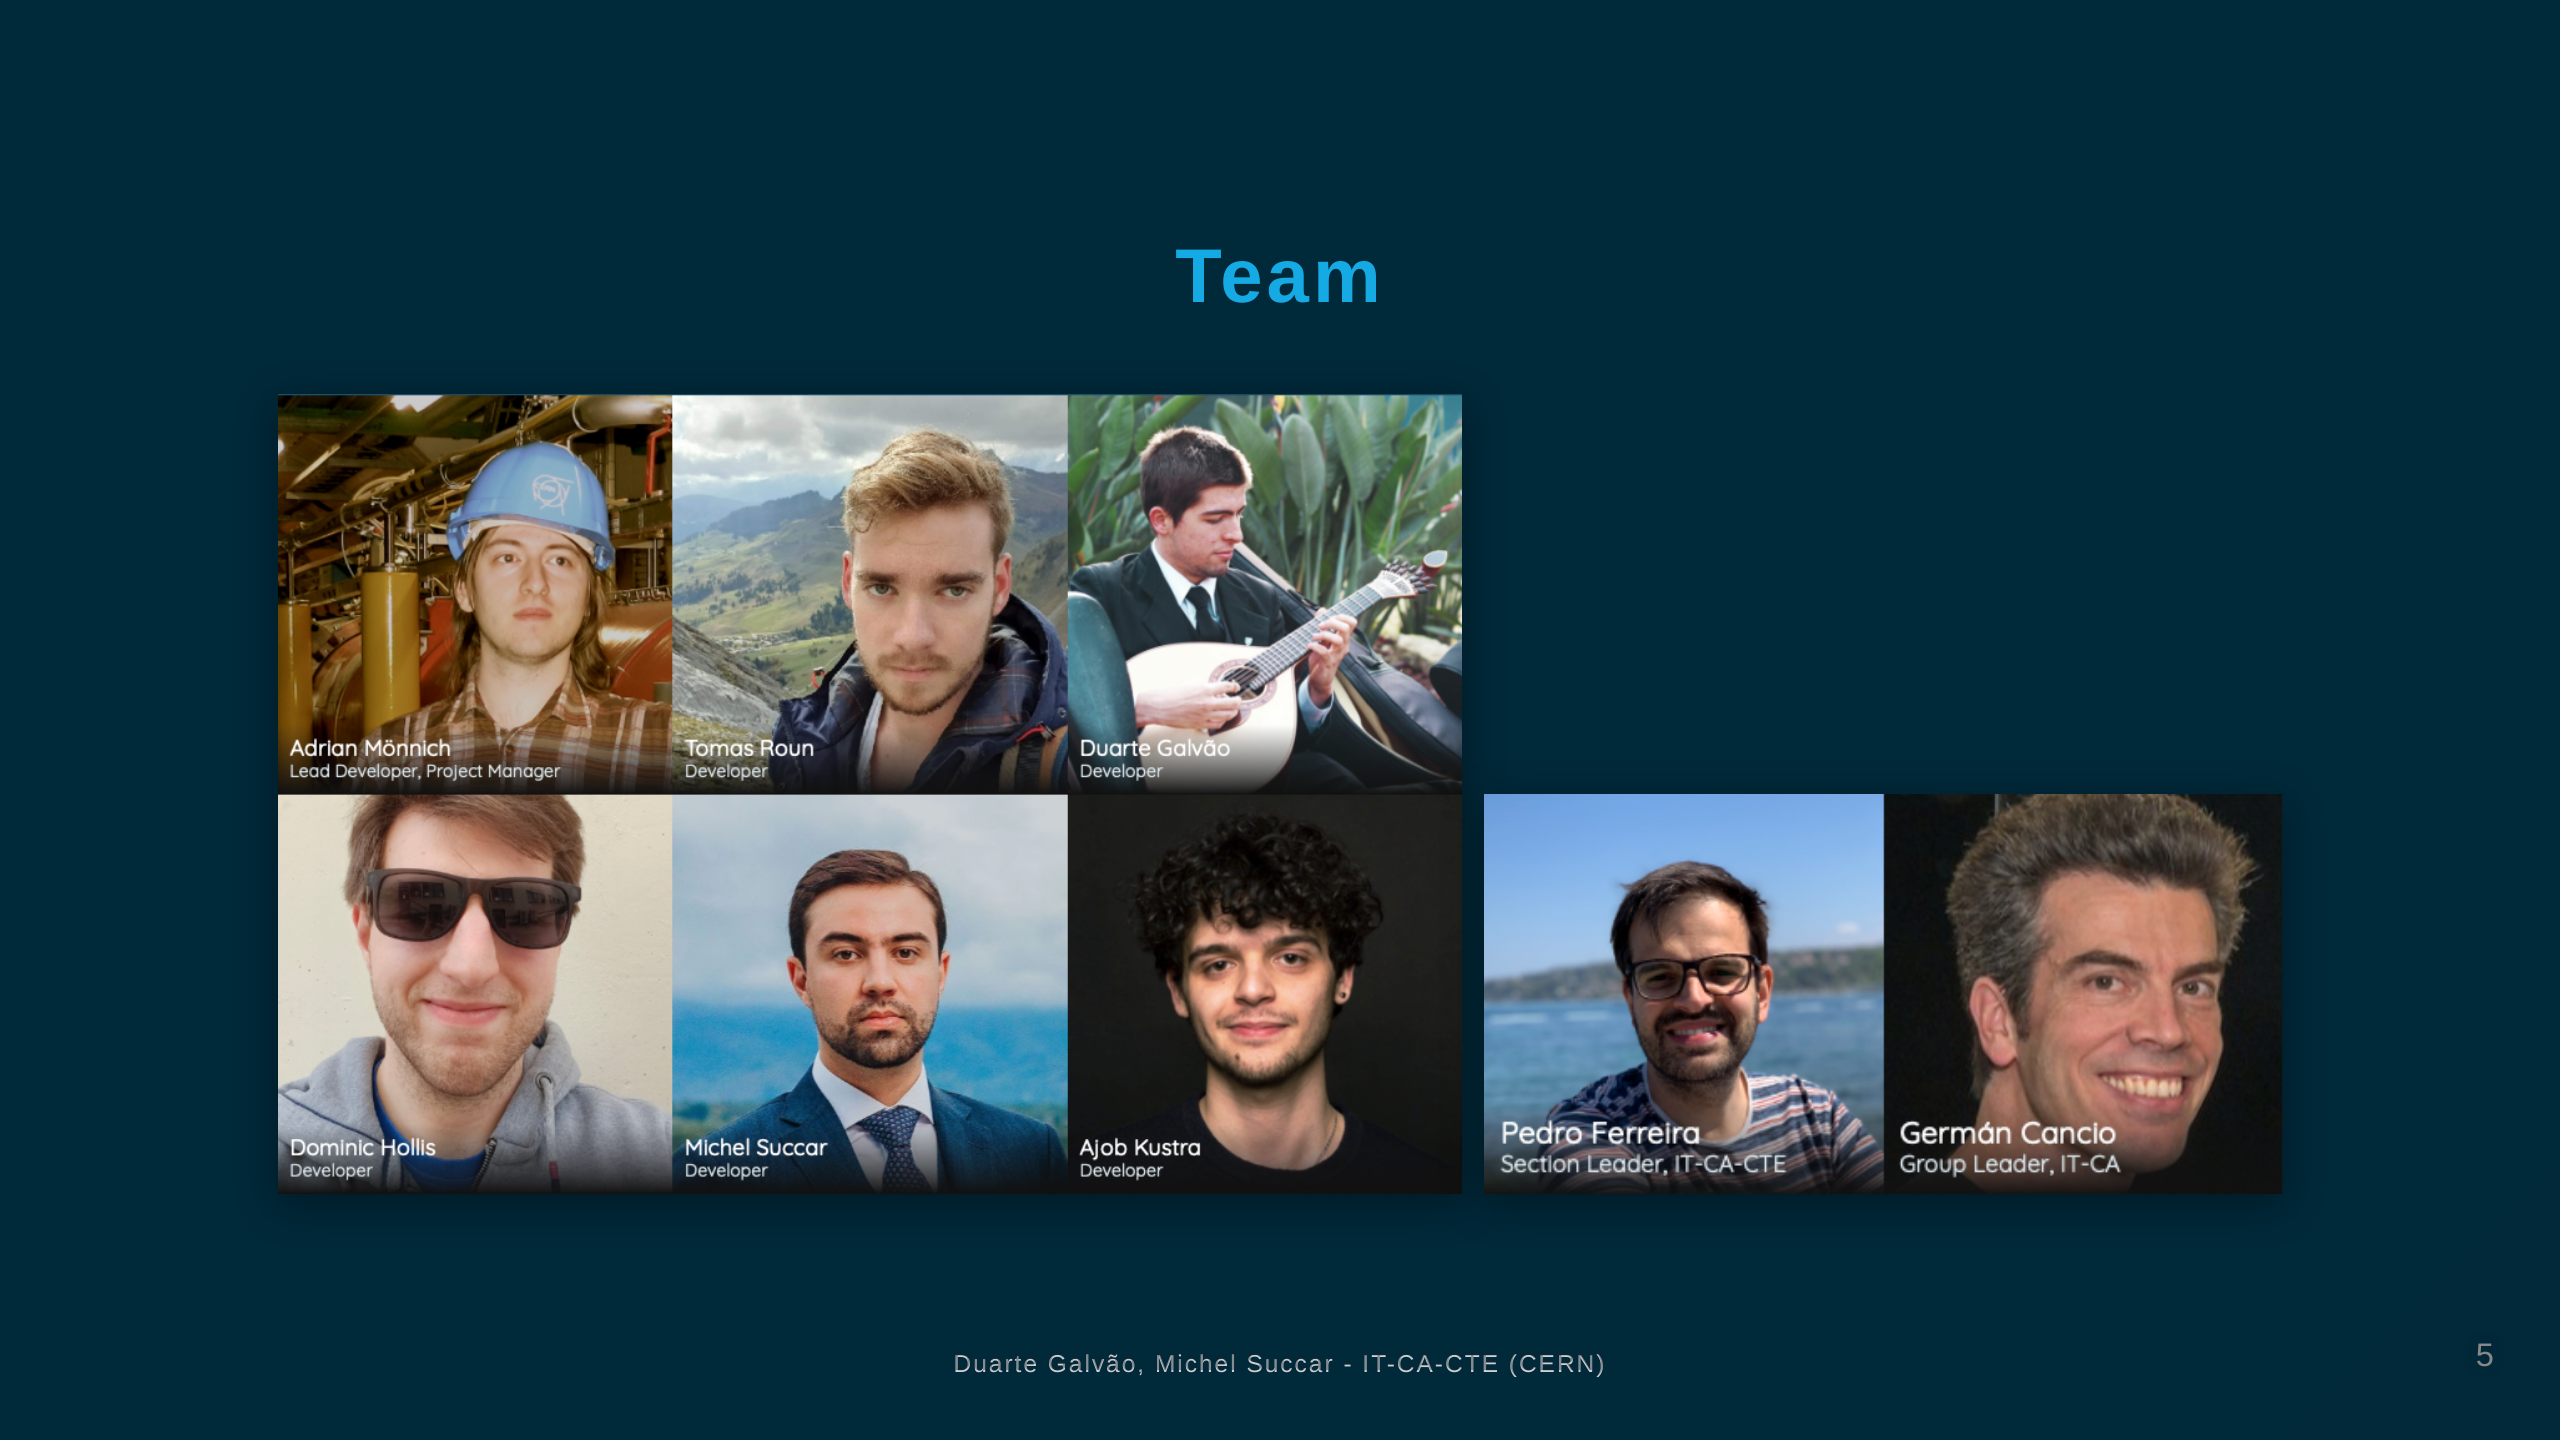 Team
Adrian Mönnich
Lead Developer, Project Manager
Tomas Roun
Developer
Duarte Galvão
Developer
Dominic Hollis
Developer
Michel Succar
Developer
Ajob Kustra
Developer
Pedro Ferreira
Section Leader, IT-CA-CTE
Germán Cancio
Group Leader, IT-CA
Duarte Galvão, Michel Succar - IT-CA-CTE (CERN)
5